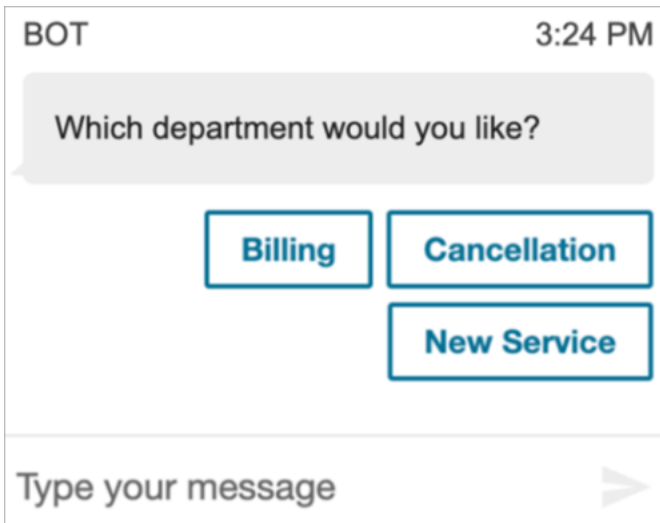 BOT 3:24 PM
Which department would you like?
Billing Cancellation
New Service
Type your message